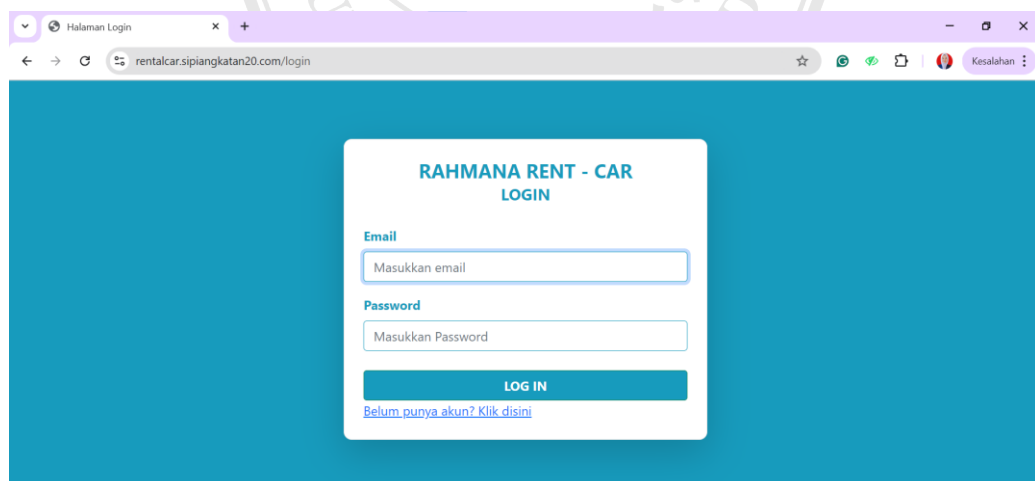 Halaman Login
rentalcar.sipiangkatan20.com/login
Kesalahan
RAHMANA RENT - CAR
LOGIN
Email
Masukkan email
Password
Masukkan Password
LOG IN
Belum punya akun? Klik disini